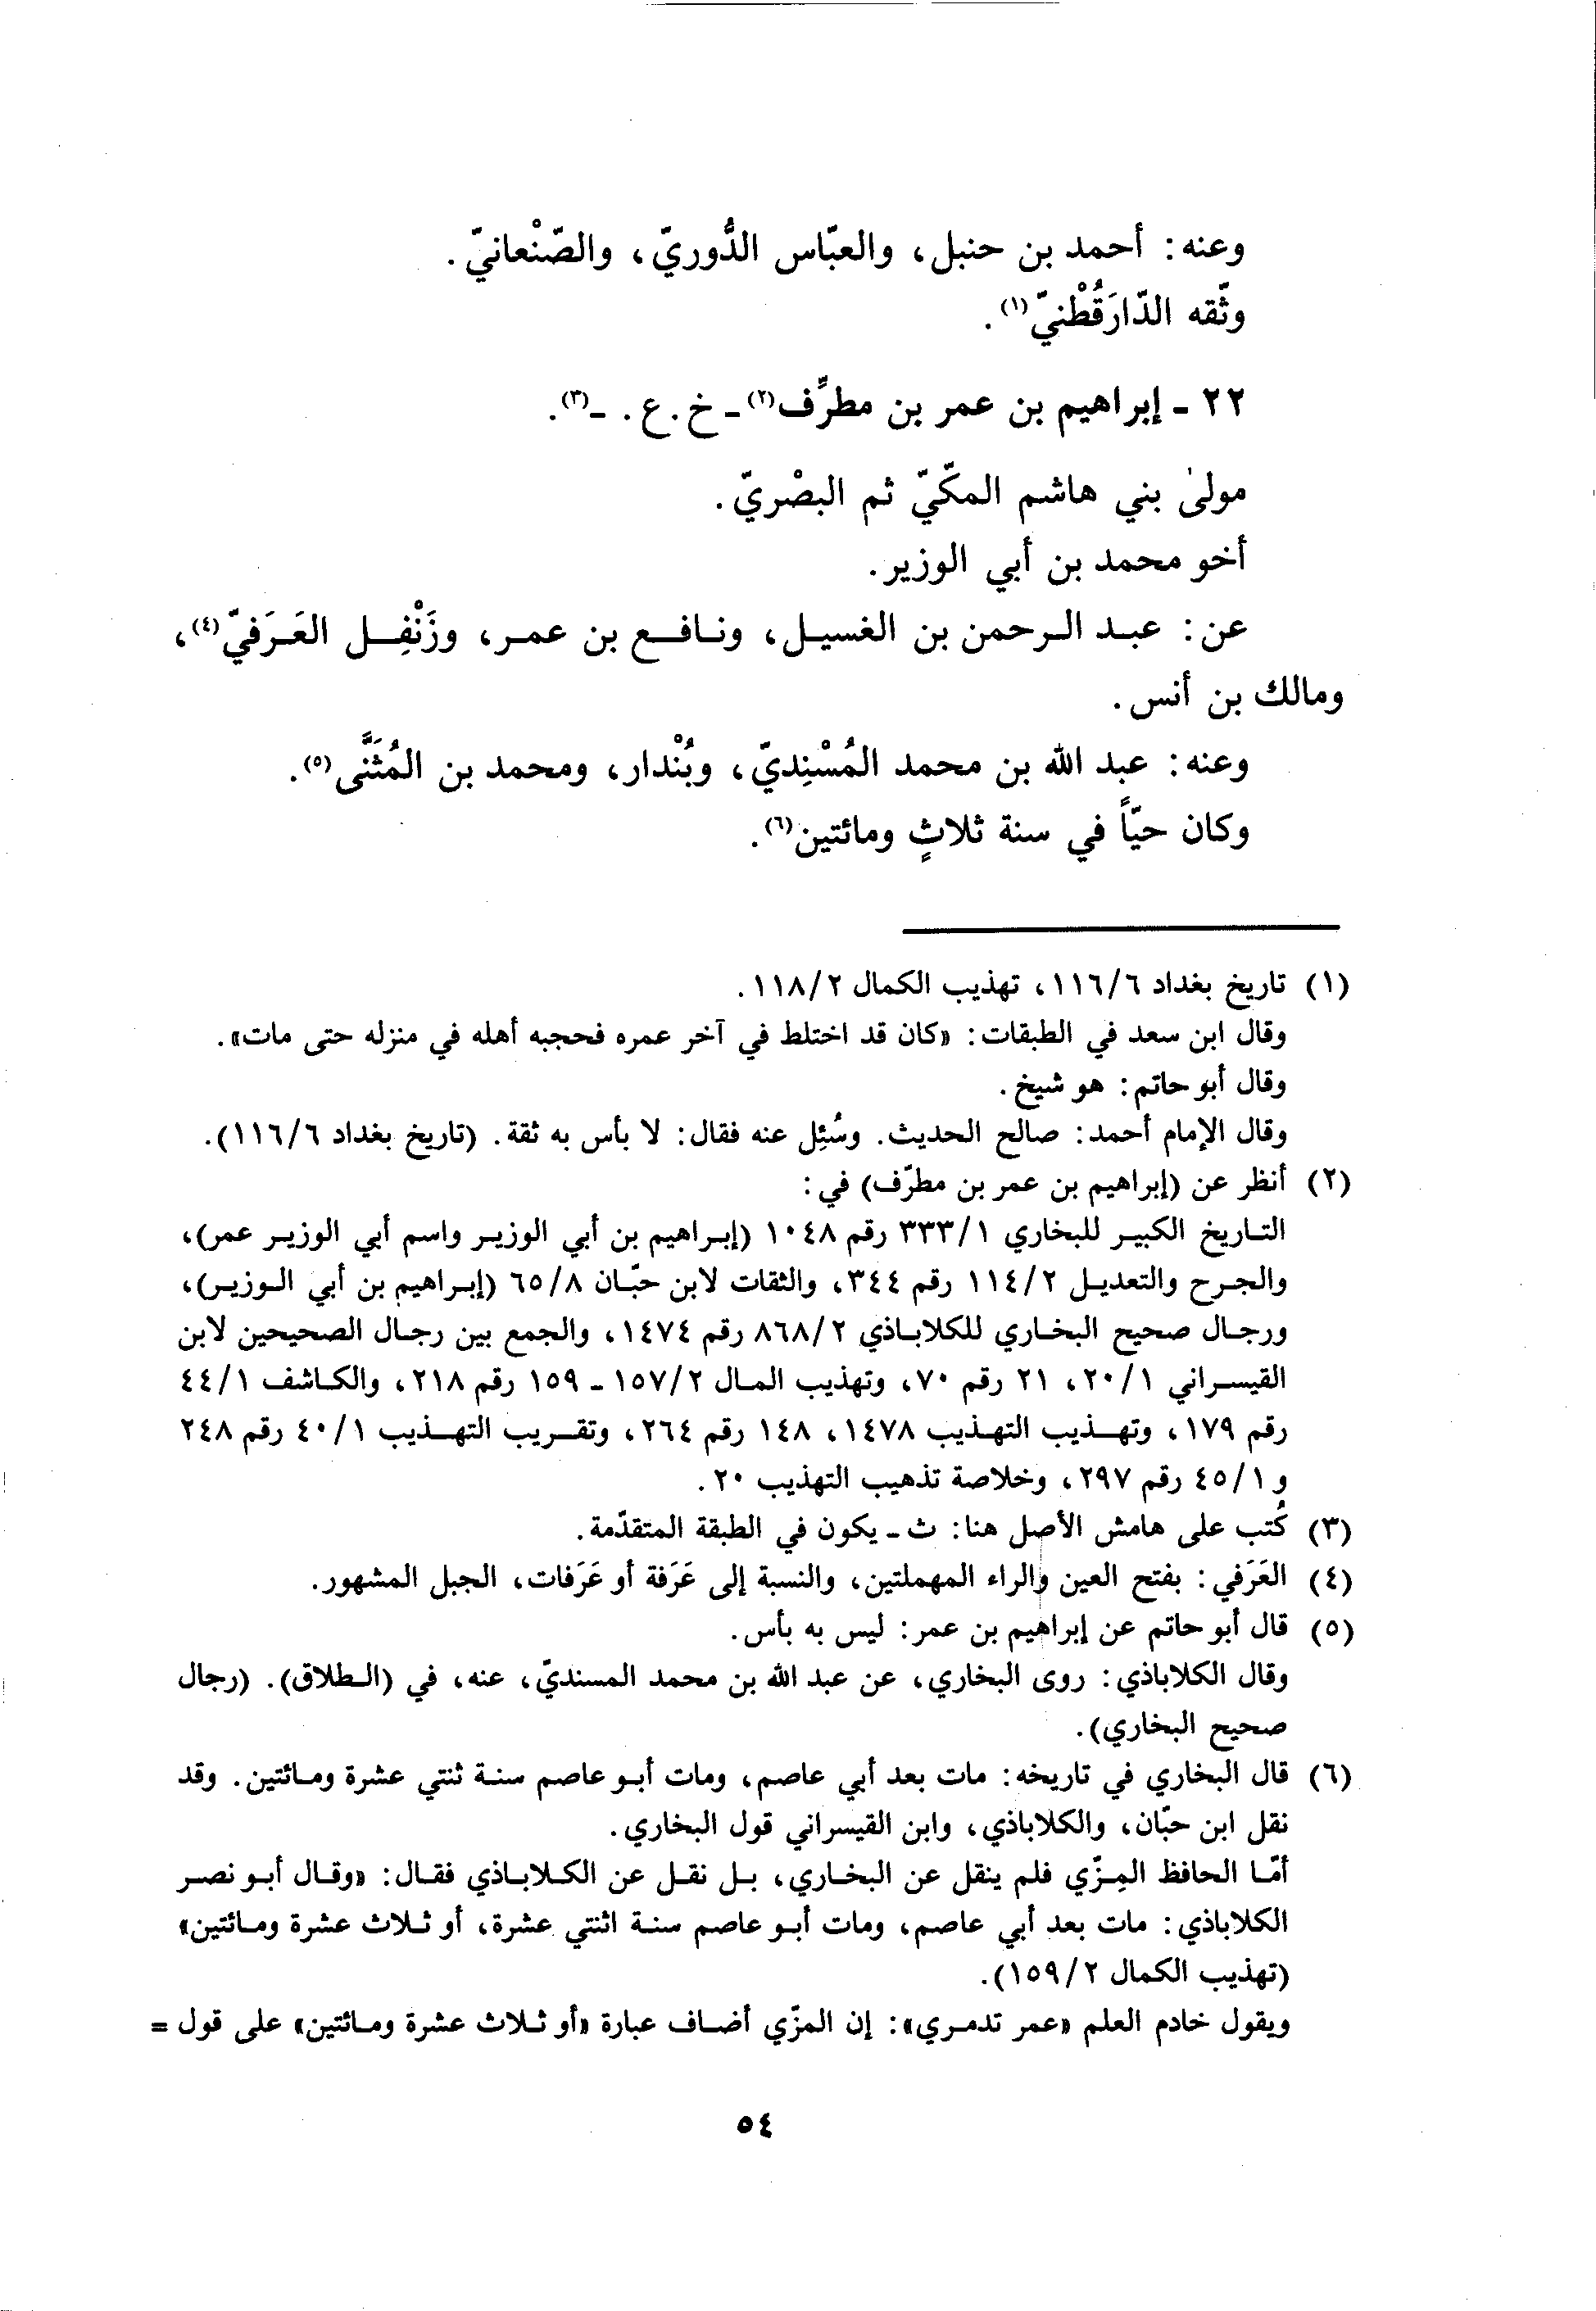 وعنه: أحمد بن حنبل، والعبّاس الدُّوريّ، والصّنْعانيّ.
وثّقه الدّارَقُطْنيّ(١).
٢٢ - إبراهيم بن عمر بن مطرِّف(٢) - خ. ع. -(٣).
مولىٰ بني هاشم المكّيّ ثم البصْريّ.
أخو محمد بن أبي الوزير.
عن: عبد الرحمن بن الغسيل، ونافع بن عمر، وزَنْفِل العَرَفيّ(٤)،
ومالك بن أنس.
وعنه: عبد الله بن محمد المُسْنِديّ، وبُنْدار، ومحمد بن المُثَنَّى(٥).
وكان حيّاً في سنة ثلاثٍ ومائتين(٦).
(١) تاريخ بغداد ١١٦/٦، تهذيب الكمال ١١٨/٢.
وقال ابن سعد في الطبقات: «كان قد اختلط في آخر عمره فحجبه أهله في منزله حتى مات».
وقال أبو حاتم: هو شيخ.
وقال الإمام أحمد: صالح الحديث. وسُئِل عنه فقال: لا بأس به ثقة. (تاريخ بغداد ١١٦/٦).
(٢) أنظر عن (إبراهيم بن عمر بن مطرّف) في:
التاريخ الكبير للبخاري ٣٣٣/١ رقم ١٠٤٨ (إبراهيم بن أبي الوزير واسم أبي الوزير عمر)،
والجرح والتعديل ١١٤/٢ رقم ٣٤٤، والثقات لابن حبّان ٦٥/٨ (إبراهيم بن أبي الوزير)،
ورجال صحيح البخاري للكلاباذي ٨٦٨/٢ رقم ١٤٧٤، والجمع بين رجال الصحيحين لابن
القيسراني ٢٠/١، ٢١ رقم ٧٠، وتهذيب المال ١٥٧/٢ - ١٥٩ رقم ٢١٨، والكاشف ٤٤/١
رقم ١٧٩، وتهذيب التهذيب ١٤٧٨، ١٤٨ رقم ٢٦٤، وتقريب التهذيب ٤٠/١ رقم ٢٤٨
و ٤٥/١ رقم ٢٩٧، وخلاصة تذهيب التهذيب ٢٠.
(٣) كُتب على هامش الأصل هنا: ث - يكون في الطبقة المتقدّمة.
(٤) العَرَفي: بفتح العين والراء المهملتين، والنسبة إلى عَرَفة أو عَرَفات، الجبل المشهور.
(٥) قال أبو حاتم عن إبراهيم بن عمر: ليس به بأس.
وقال الكلاباذي: روى البخاري، عن عبد الله بن محمد المسنديّ، عنه، في (الطلاق). (رجال
صحيح البخاري).
(٦) قال البخاري في تاريخه: مات بعد أبي عاصم، ومات أبو عاصم سنة ثنتي عشرة ومائتين. وقد
نقل ابن حبّان، والكلاباذي، وابن القيسراني قول البخاري.
أمّا الحافظ المِزّي فلم ينقل عن البخاري، بل نقل عن الكلاباذي فقال: «وقال أبو نصر
الكلاباذي: مات بعد أبي عاصم، ومات أبو عاصم سنة اثنتي عشرة، أو ثلاث عشرة ومائتين»
(تهذيب الكمال ١٥٩/٢).
ويقول خادم العلم «عمر تدمري»: إن المزّي أضاف عبارة «أو ثلاث عشرة ومائتين» على قول =
٥٤